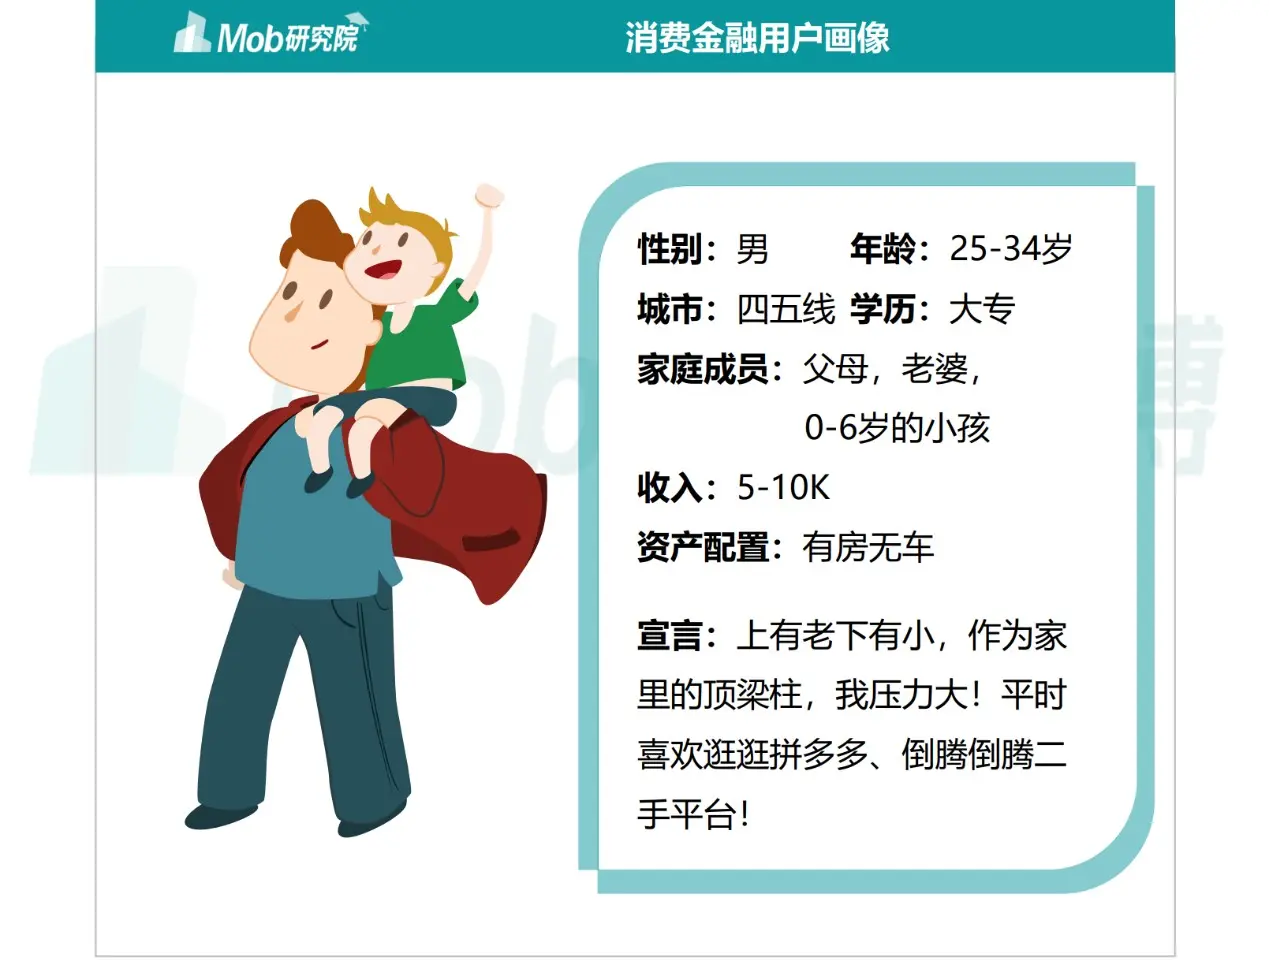 Mob研究院
消费金融用户画像
性别：男 年龄：25-34岁
城市：四五线 学历：大专
家庭成员：父母，老婆，
0-6岁的小孩
收入：5-10K
资产配置：有房无车
宣言：上有老下有小，作为家
里的顶梁柱，我压力大！平时
喜欢逛逛拼多多、倒腾倒腾二
手平台！
Mob